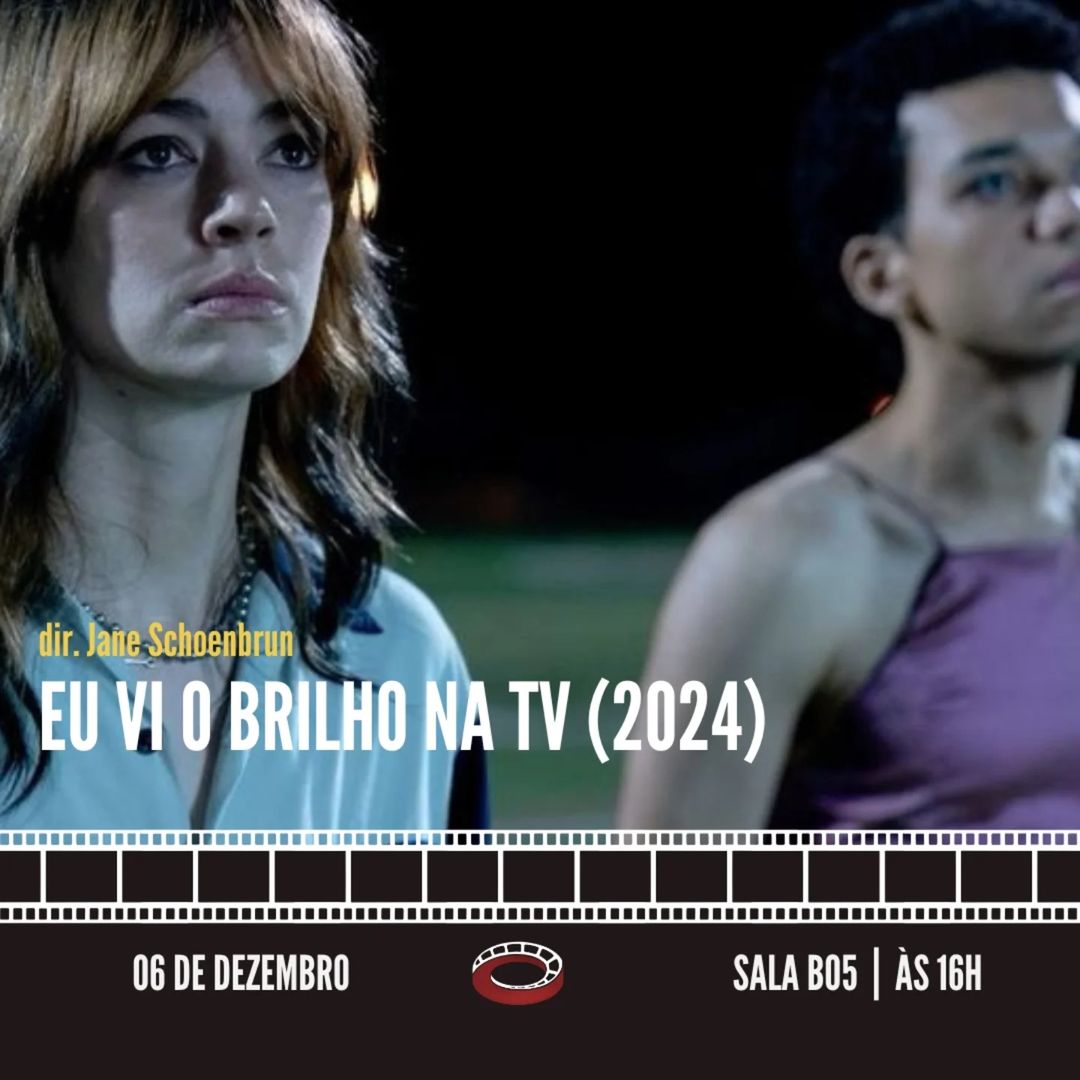 dir. Jane Schoenbrun
EU VI O BRILHO NA TV (2024)
06 DE DEZEMBRO
SALA B05 | ÀS 16H